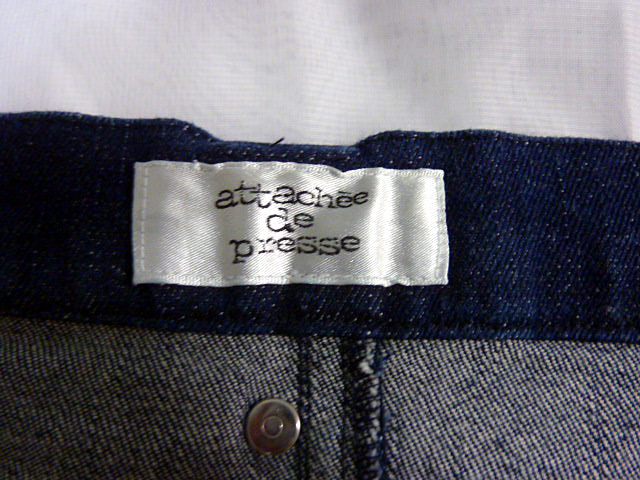 attachée
de
presse